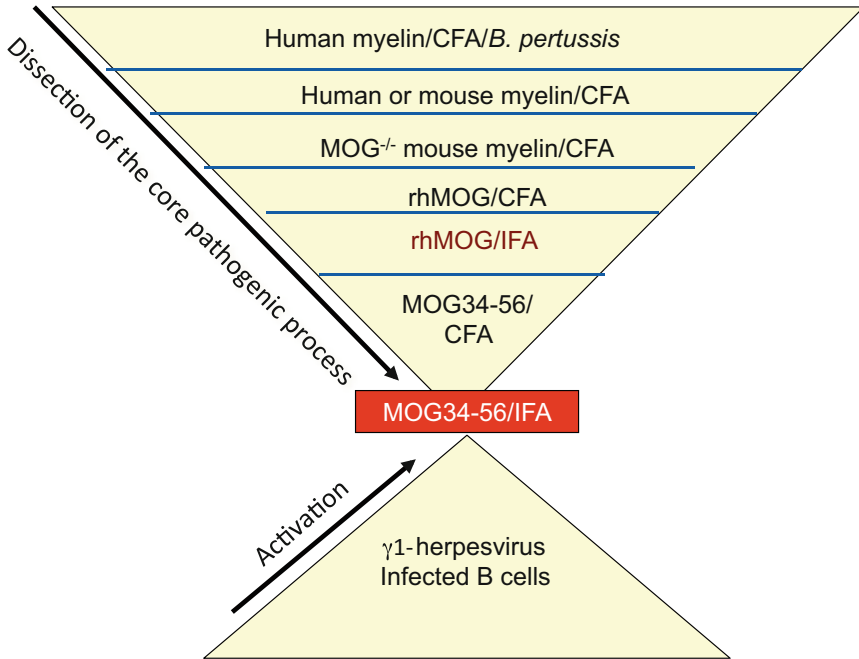 Human myelin/CFA/B. pertussis
Human or mouse myelin/CFA
MOG-/- mouse myelin/CFA
rhMOG/CFA
rhMOG/IFA
MOG34-56/
CFA
MOG34-56/IFA
Dissection of the core pathogenic process
Activation
γ1-herpesvirus
Infected B cells